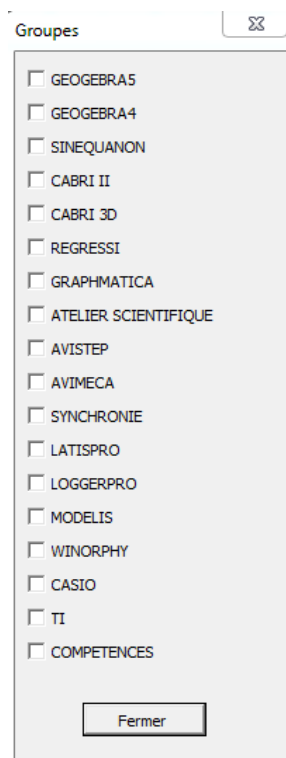 Groupes
GEOGEBRA5
GEOGEBRA4
SINEQUANON
CABRI II
CABRI 3D
REGRESSI
GRAPHMATICA
ATELIER SCIENTIFIQUE
AVISTEP
AVIMECA
SYNCHRONIE
LATISPRO
LOGGERPRO
MODELIS
WINORPHY
CASIO
TI
COMPETENCES
Fermer